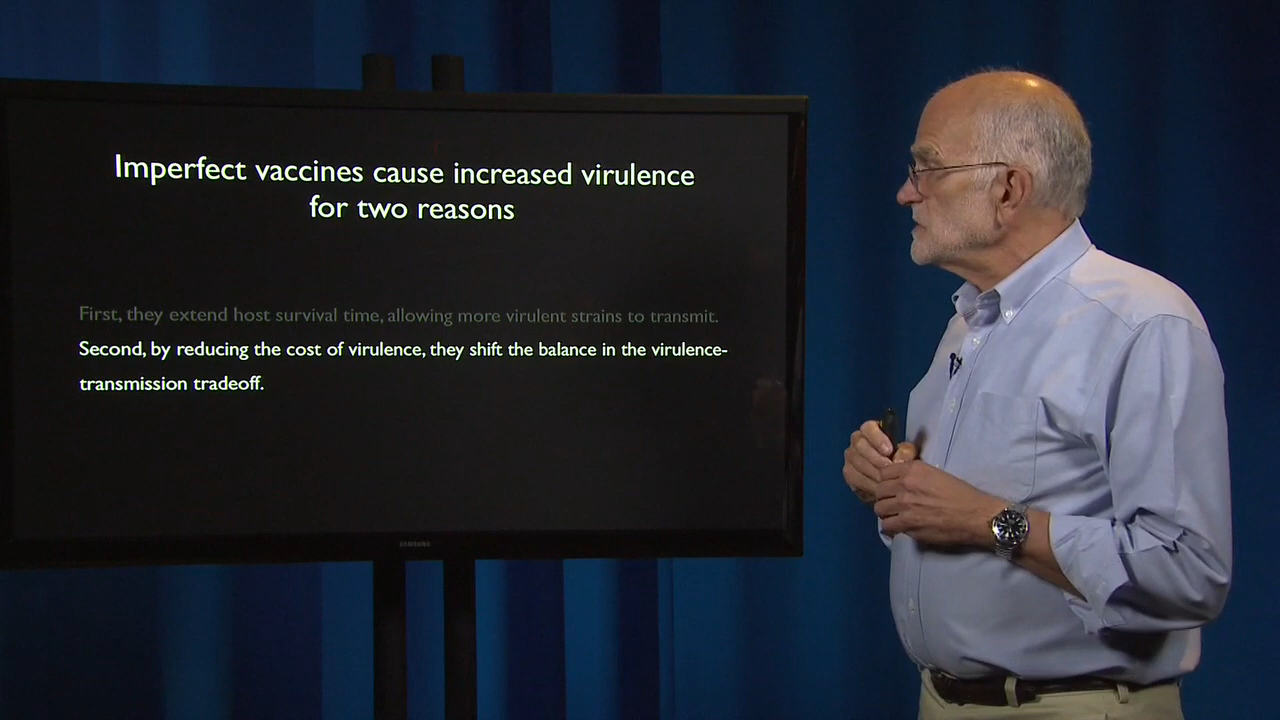 Imperfect vaccines cause increased virulence
for two reasons
First, they extend host survival time, allowing more virulent strains to transmit.
Second, by reducing the cost of virulence, they shift the balance in the virulence-
transmission tradeoff.
SAMSUNG